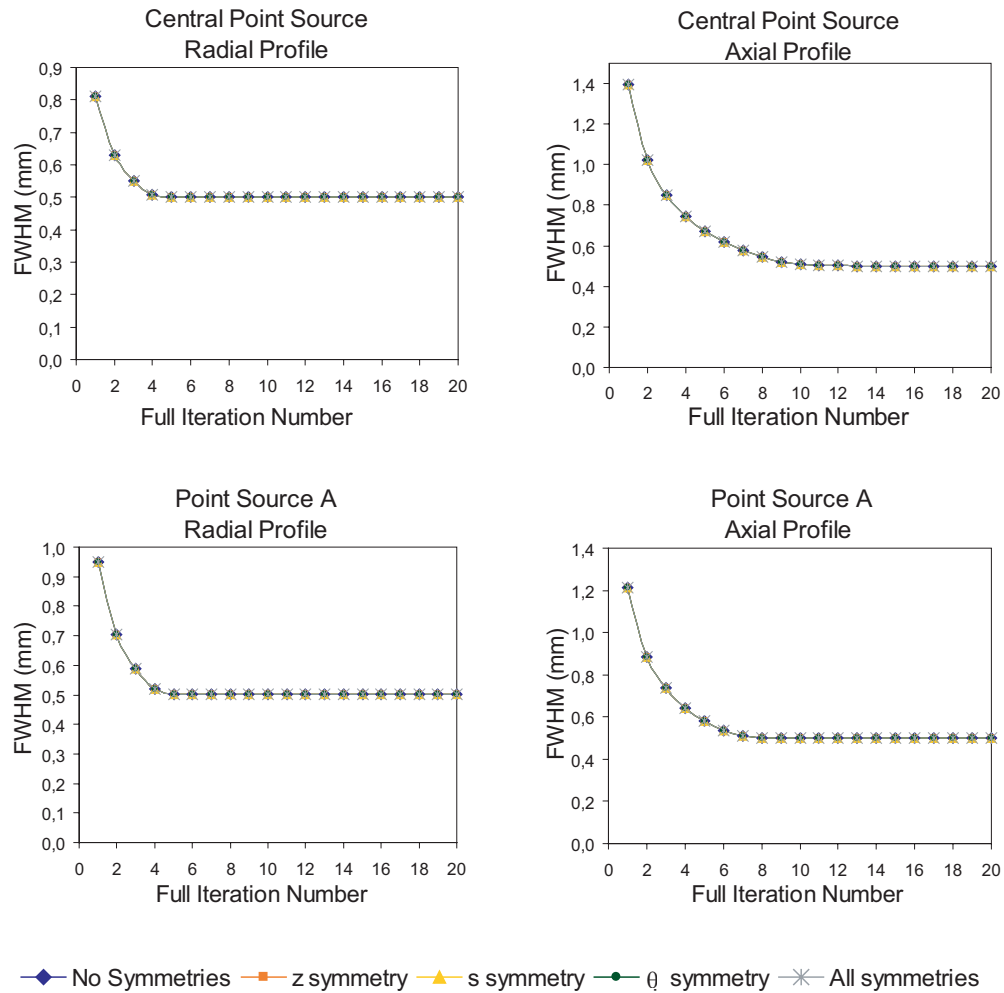 Central Point Source
Radial Profile
FWHM (mm)
0,9
0,8
0,7
0,6
0,5
0,4
0,3
0,2
0,1
0,0
0 2 4 6 8 10 12 14 16 18 20
Full Iteration Number
Central Point Source
Axial Profile
FWHM (mm)
1,4
1,2
1,0
0,8
0,6
0,4
0,2
0,0
0 2 4 6 8 10 12 14 16 18 20
Full Iteration Number
Point Source A
Radial Profile
FWHM (mm)
1,0
0,9
0,8
0,7
0,6
0,5
0,4
0,3
0,2
0,1
0,0
0 2 4 6 8 10 12 14 16 18 20
Full Iteration Number
Point Source A
Axial Profile
FWHM (mm)
1,4
1,2
1,0
0,8
0,6
0,4
0,2
0,0
0 2 4 6 8 10 12 14 16 18 20
Full Iteration Number
No Symmetries z symmetry s symmetry θ symmetry All symmetries